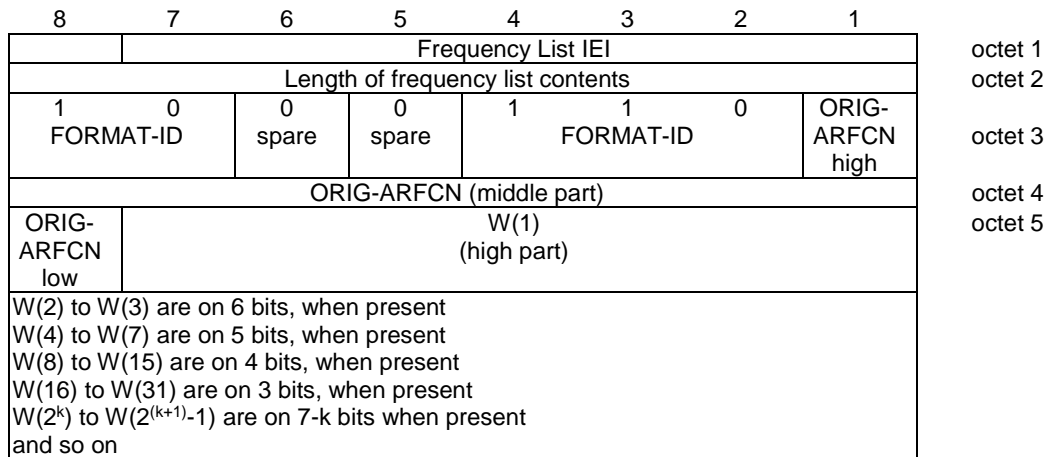 8 7 6 5 4 3 2 1
Frequency List IEI octet 1
Length of frequency list contents octet 2
1 0 0 0 1 1 0 ORIG-
FORMAT-ID spare spare FORMAT-ID ARFCN octet 3
high
ORIG-ARFCN (middle part) octet 4
ORIG- W(1) octet 5
ARFCN (high part)
low
W(2) to W(3) are on 6 bits, when present
W(4) to W(7) are on 5 bits, when present
W(8) to W(15) are on 4 bits, when present
W(16) to W(31) are on 3 bits, when present
W(2ᵏ) to W(2⁽ᵏ⁺¹⁾-1) are on 7-k bits when present
and so on